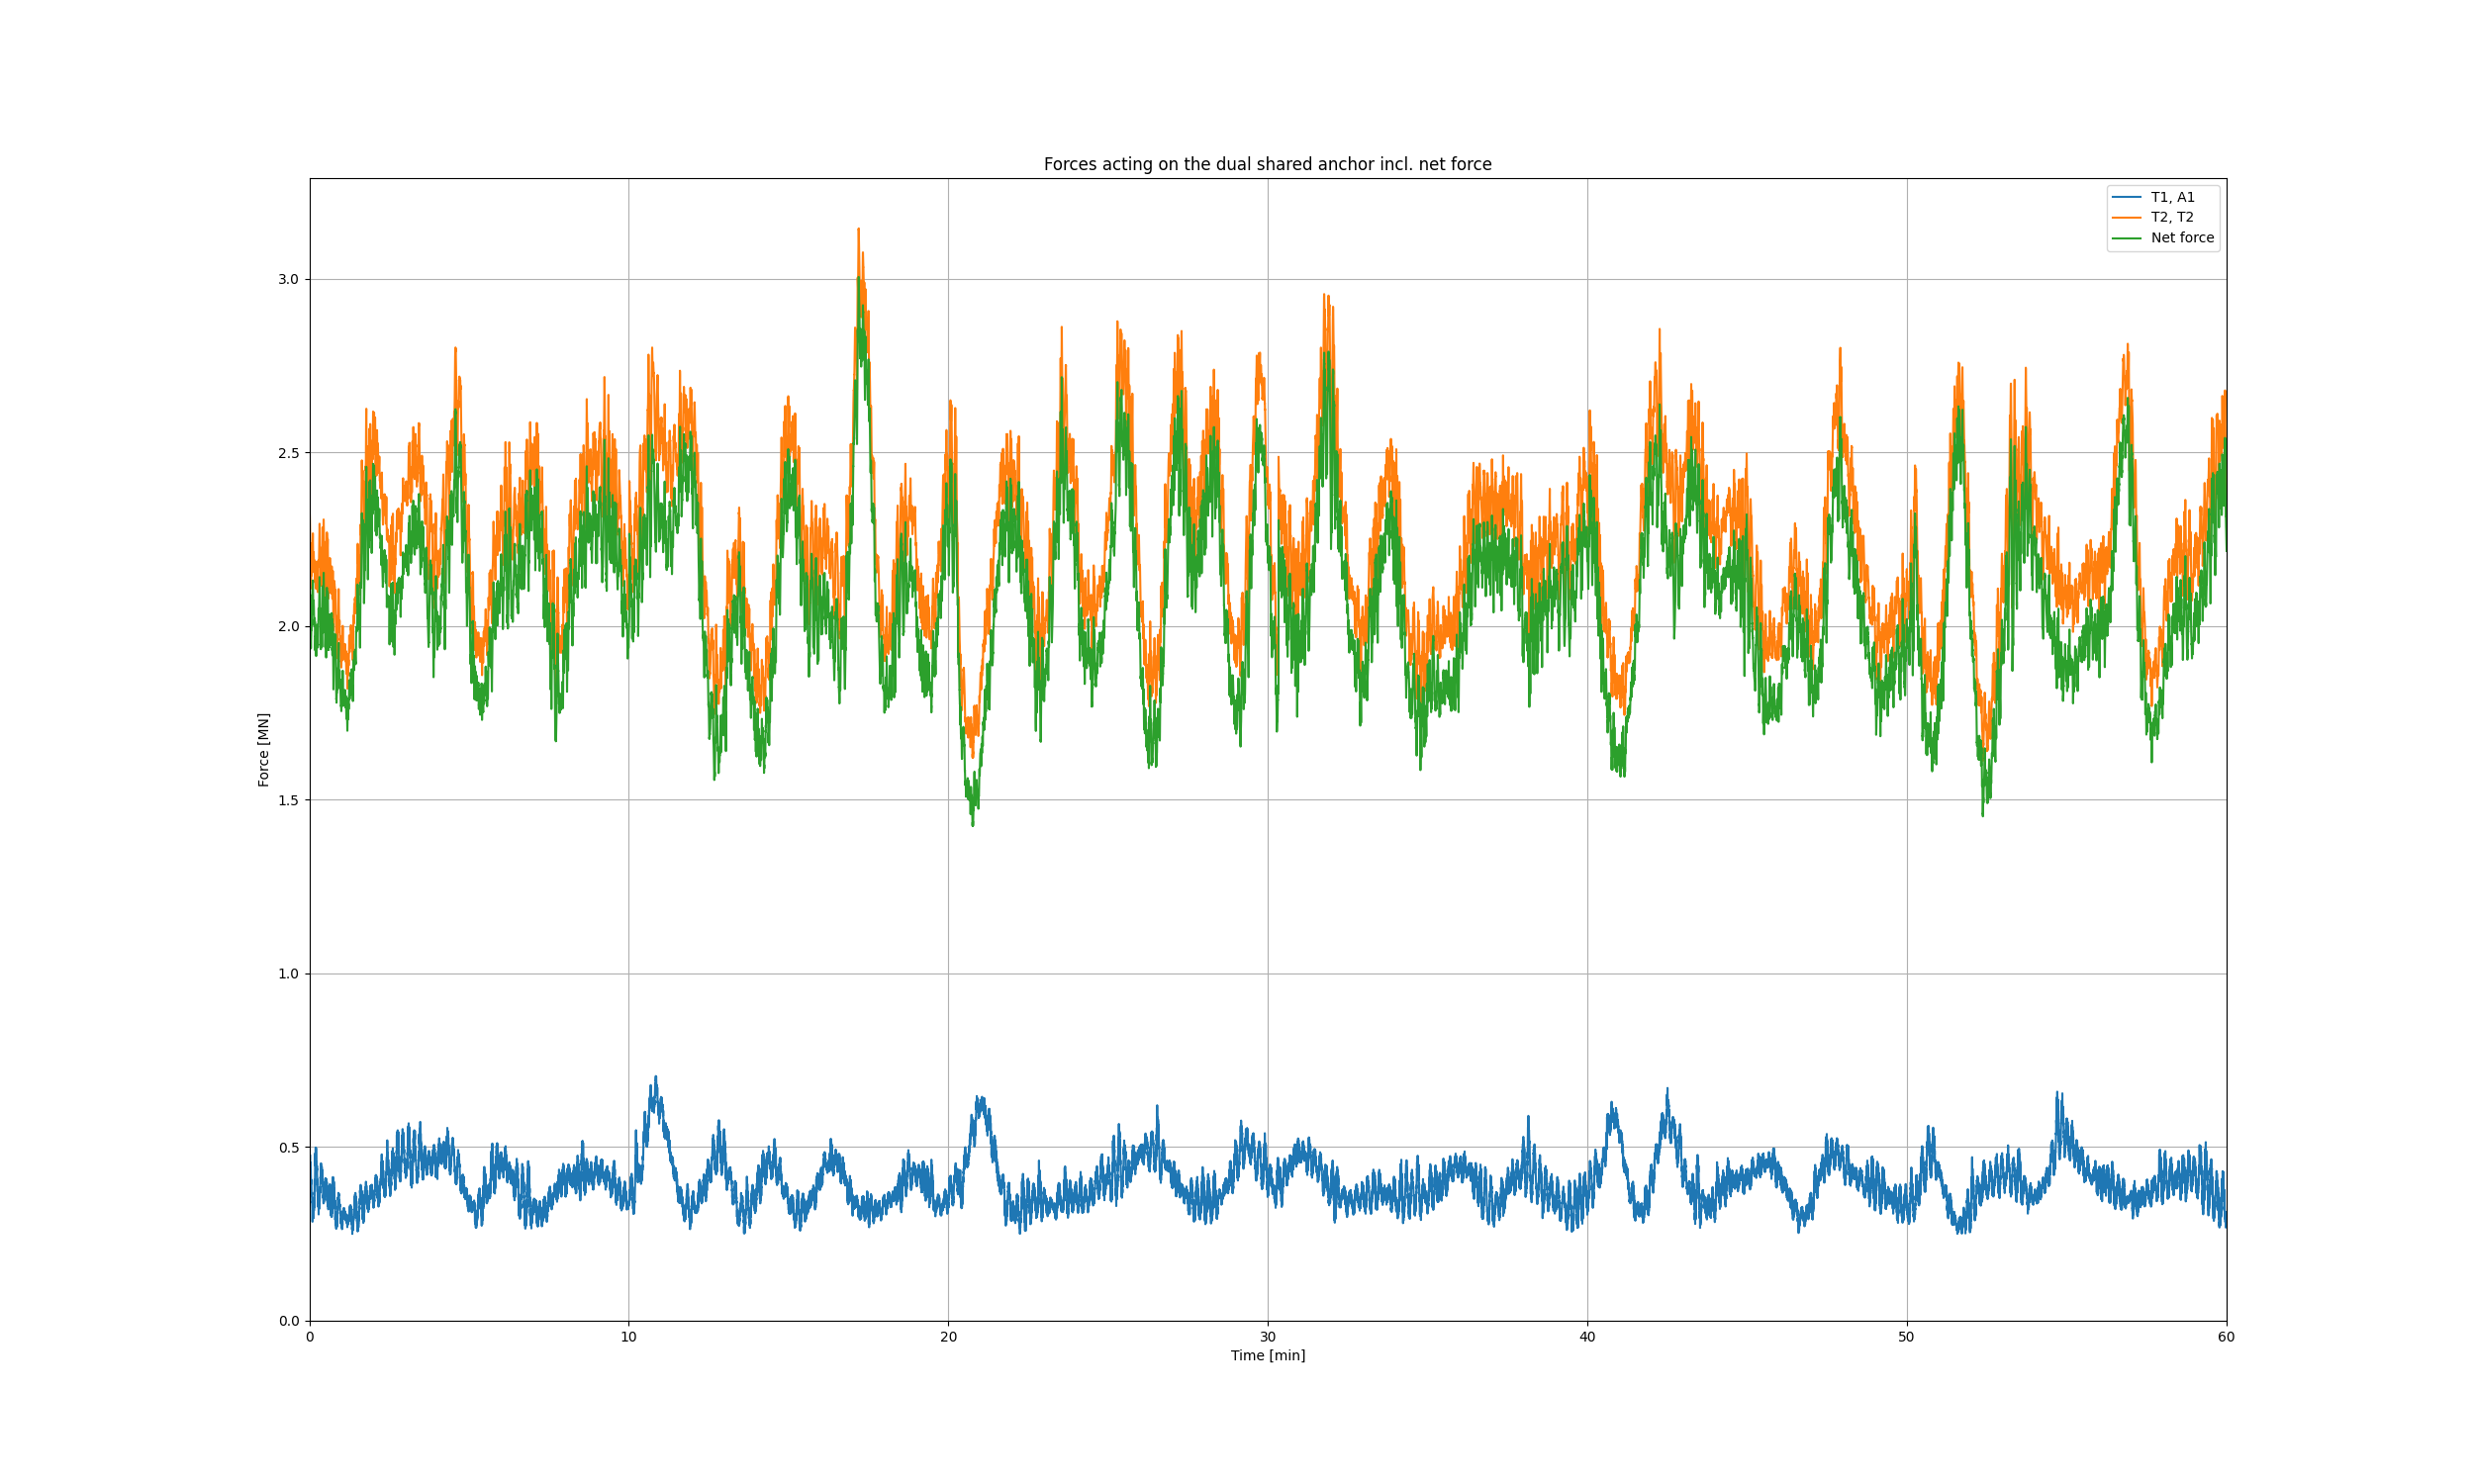 Forces acting on the dual shared anchor incl. net force
T1, A1
T2, T2
Net force
3.0
2.5
2.0
1.5
1.0
0.5
0.0
Force [MN]
0 10 20 30 40 50 60
Time [min]